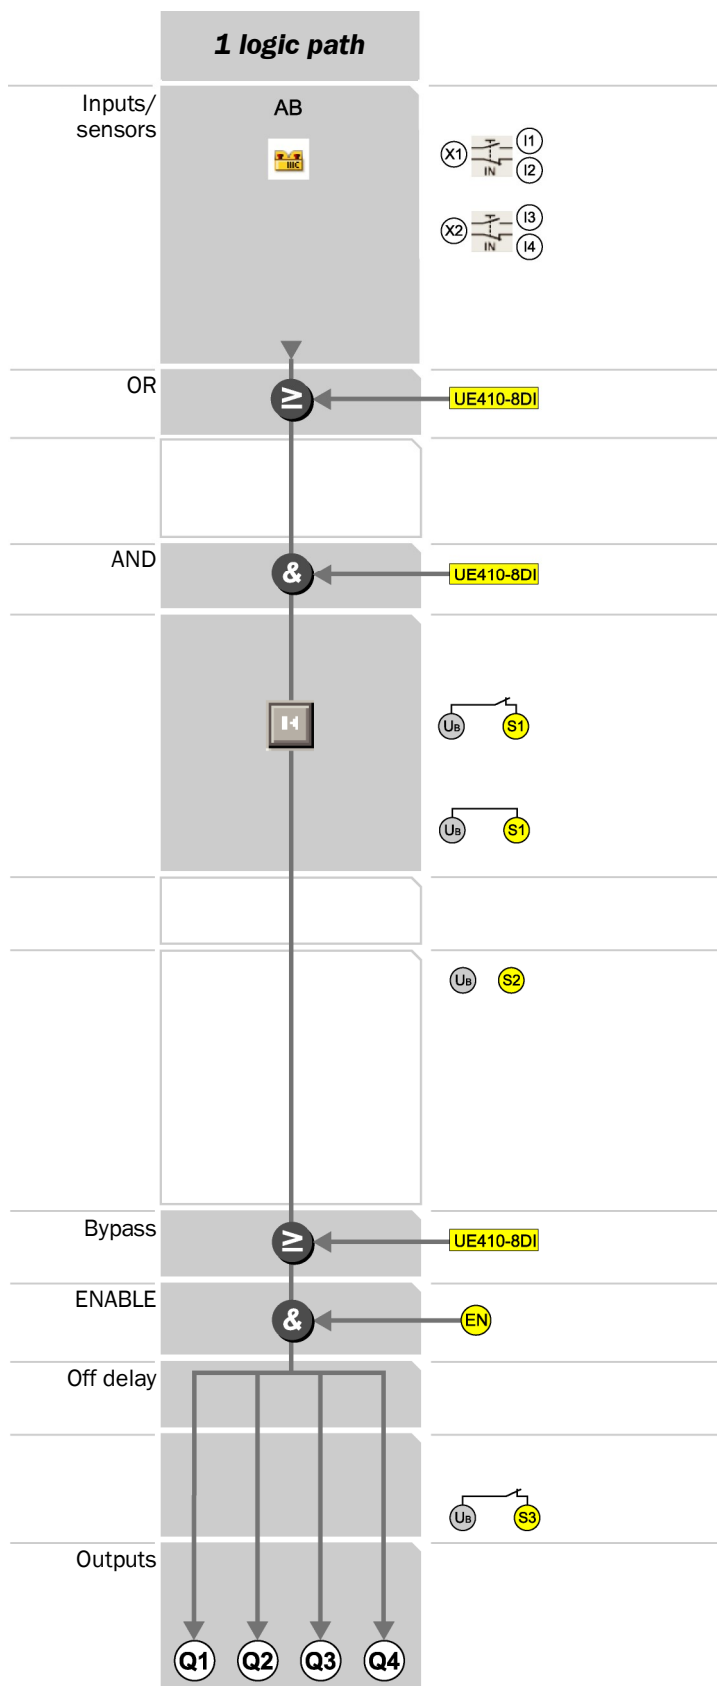 1 logic path
Inputs/
sensors
AB
IIIC
X1
I1
I2
IN
X2
I3
I4
IN
OR
≥
UE410-8DI
AND
&
UE410-8DI
UB
S1
UB
S1
UB
S2
Bypass
≥
UE410-8DI
ENABLE
&
EN
Off delay
UB
S3
Outputs
Q1
Q2
Q3
Q4